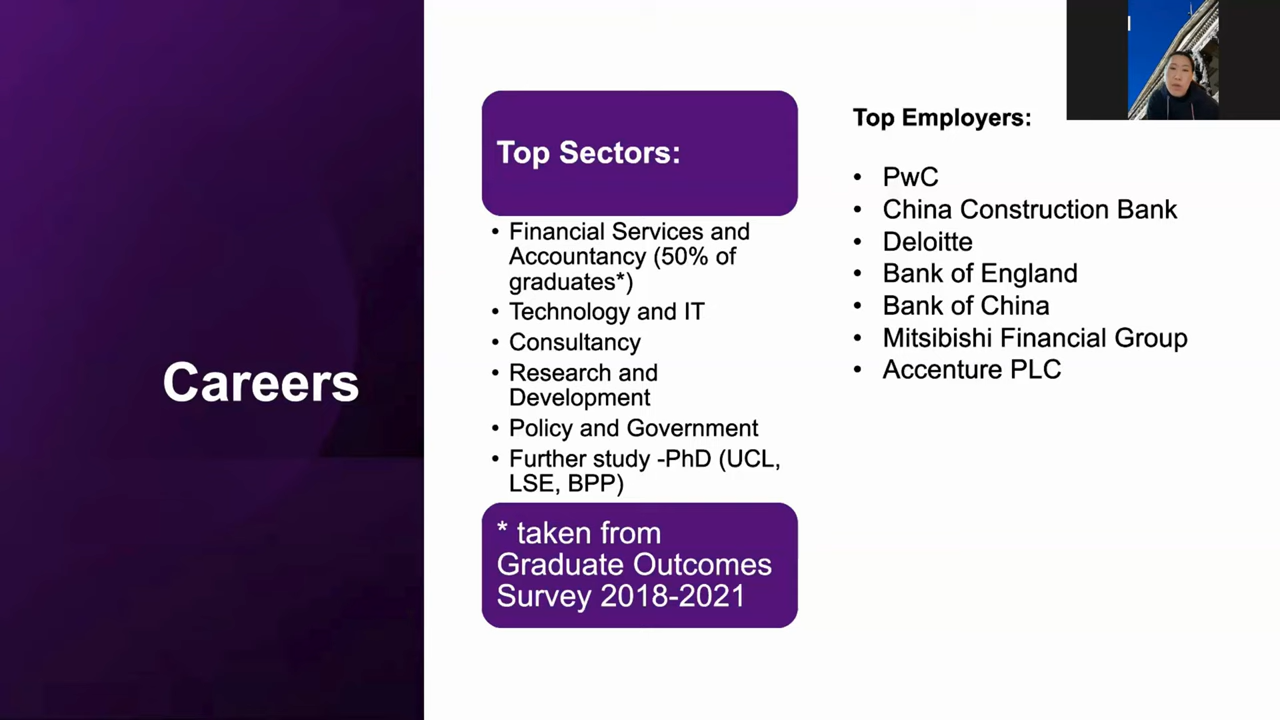 Careers
Top Sectors:
• Financial Services and
Accountancy (50% of
graduates*)
• Technology and IT
• Consultancy
• Research and
Development
• Policy and Government
• Further study -PhD (UCL,
LSE, BPP)
* taken from
Graduate Outcomes
Survey 2018-2021
Top Employers:
• PwC
• China Construction Bank
• Deloitte
• Bank of England
• Bank of China
• Mitsibishi Financial Group
• Accenture PLC